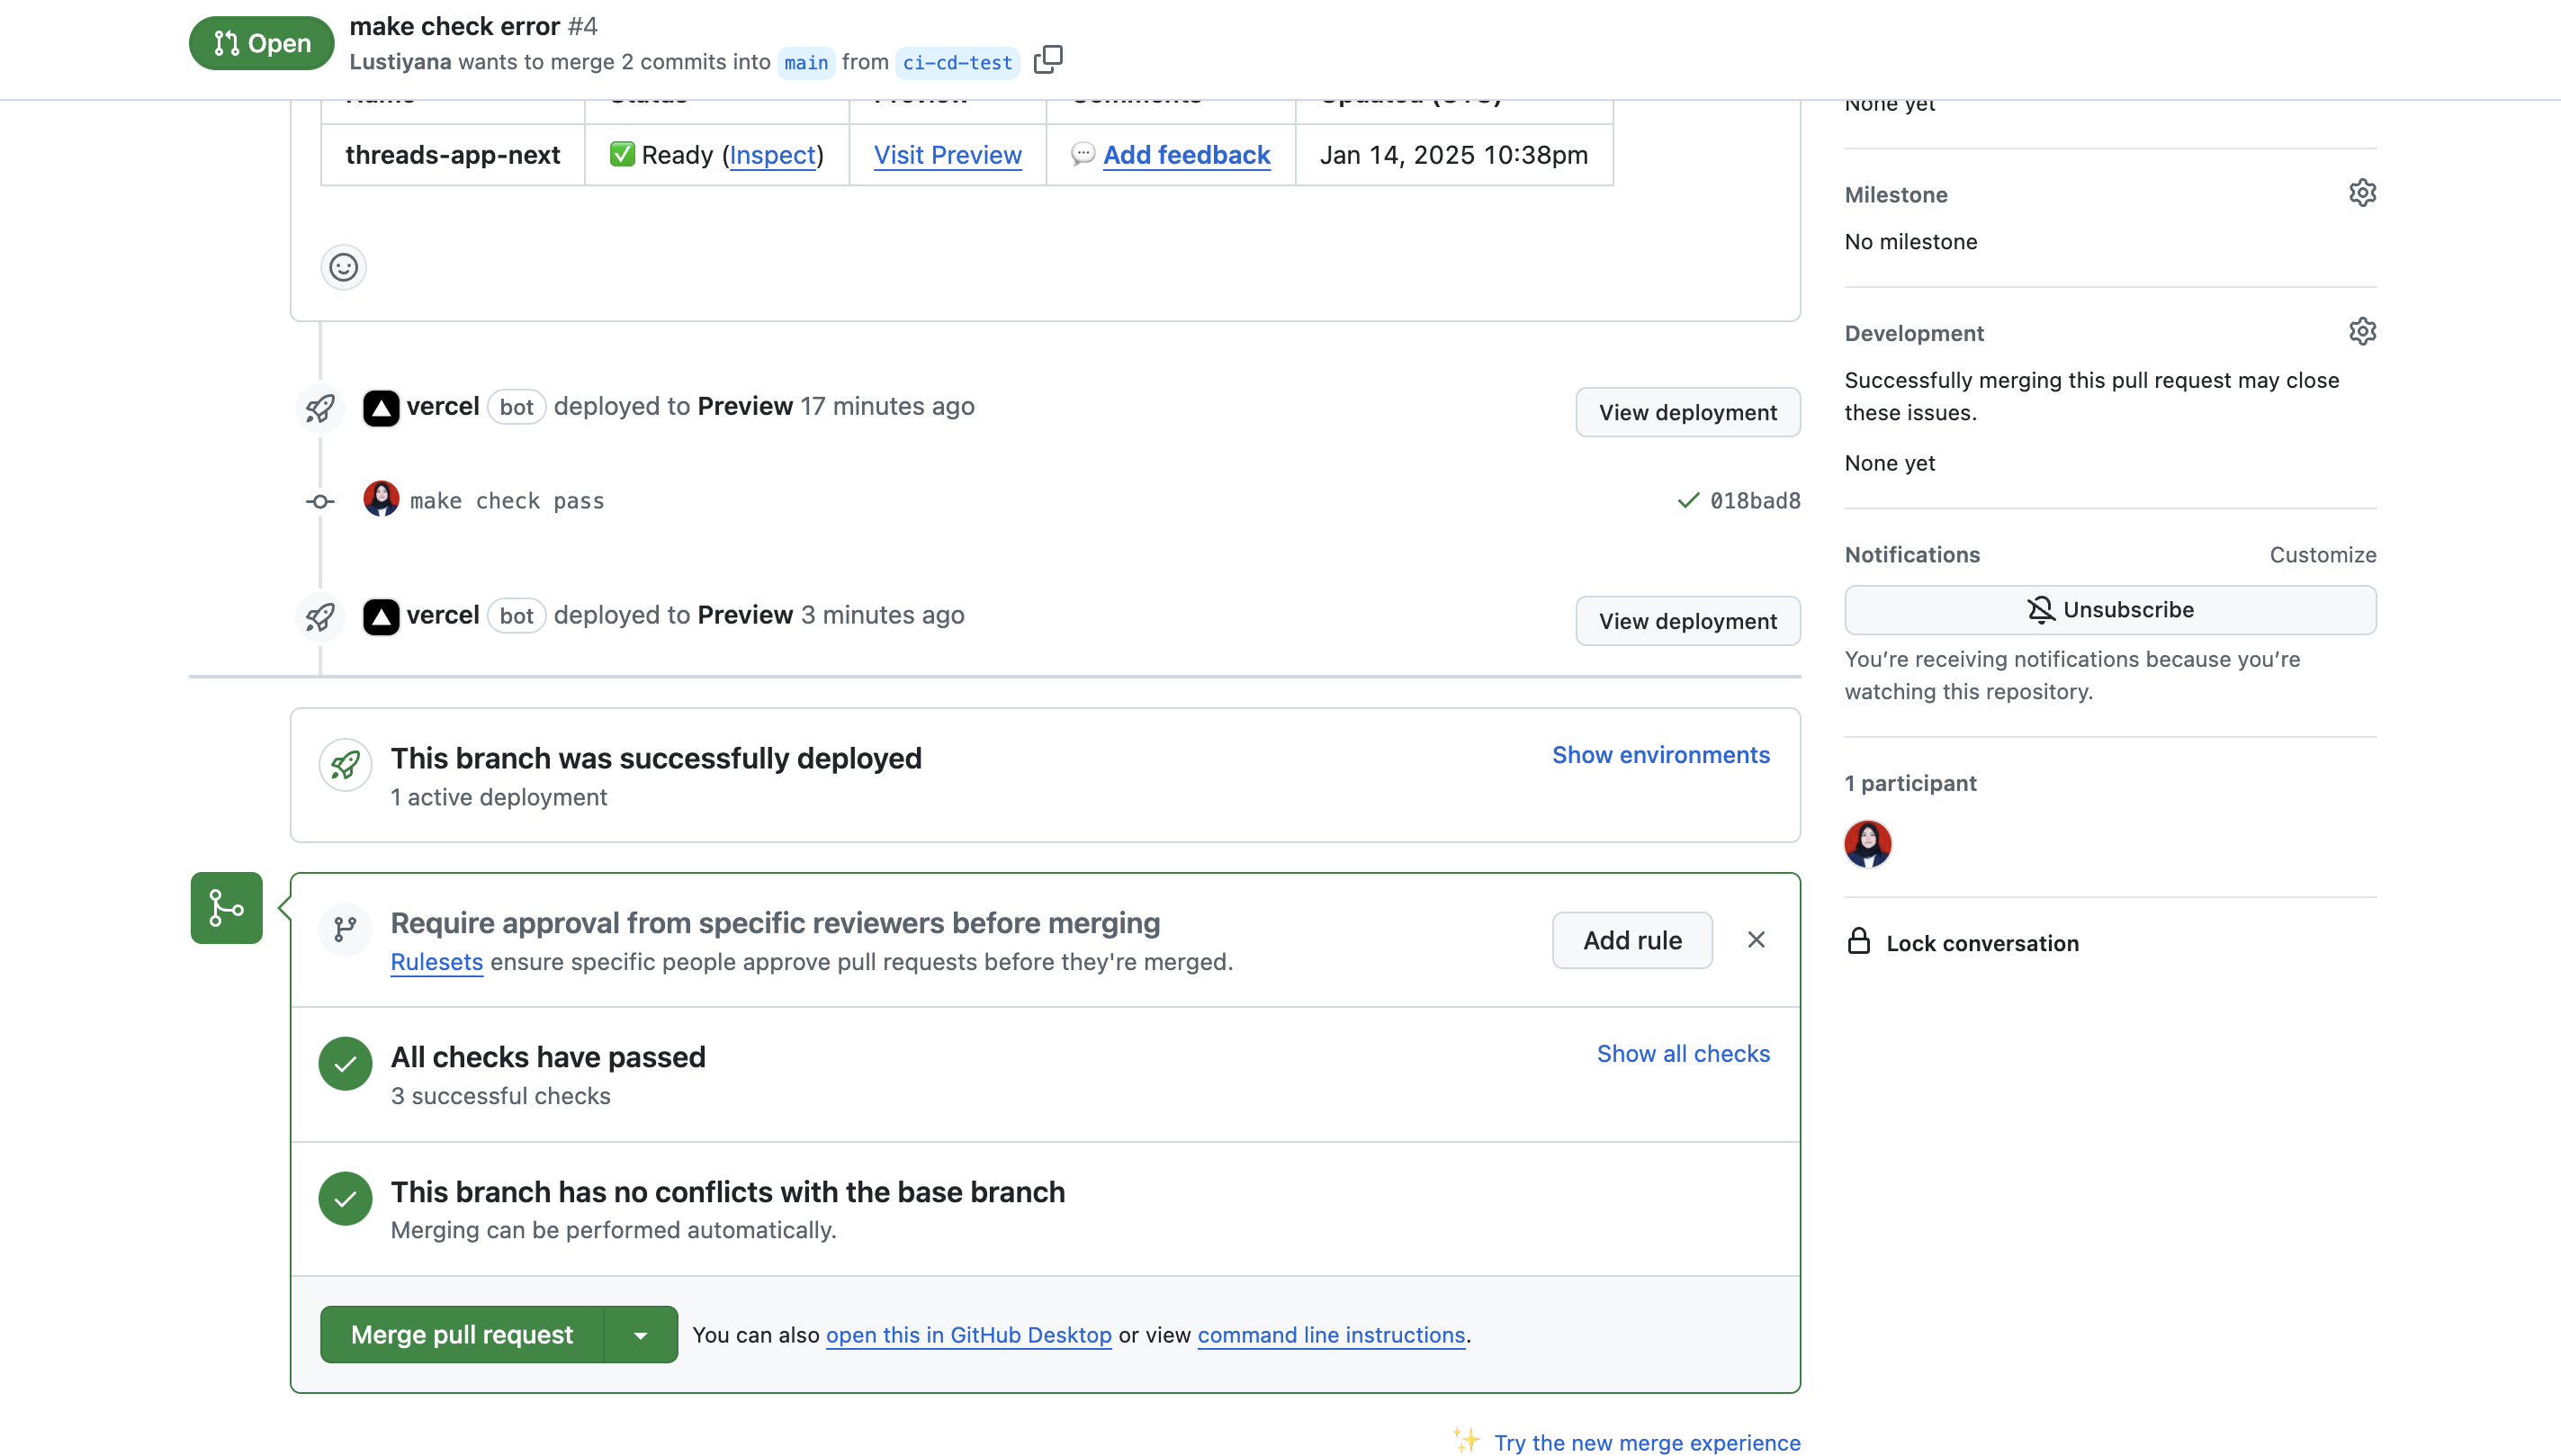 Open
make check error #4
Lustiyana wants to merge 2 commits into main from ci-cd-test
Name Status Preview Comments Updated (UTC)
threads-app-next ✅ Ready (Inspect) Visit Preview 💬 Add feedback Jan 14, 2025 10:38pm
vercel bot deployed to Preview 17 minutes ago
View deployment
make check pass
018bad8
vercel bot deployed to Preview 3 minutes ago
View deployment
This branch was successfully deployed
1 active deployment
Show environments
Require approval from specific reviewers before merging
Rulesets ensure specific people approve pull requests before they're merged.
Add rule
All checks have passed
3 successful checks
Show all checks
This branch has no conflicts with the base branch
Merging can be performed automatically.
Merge pull request
You can also open this in GitHub Desktop or view command line instructions.
Try the new merge experience
None yet
Milestone
No milestone
Development
Successfully merging this pull request may close
these issues.
None yet
Notifications
Customize
Unsubscribe
You’re receiving notifications because you’re
watching this repository.
1 participant
Lock conversation